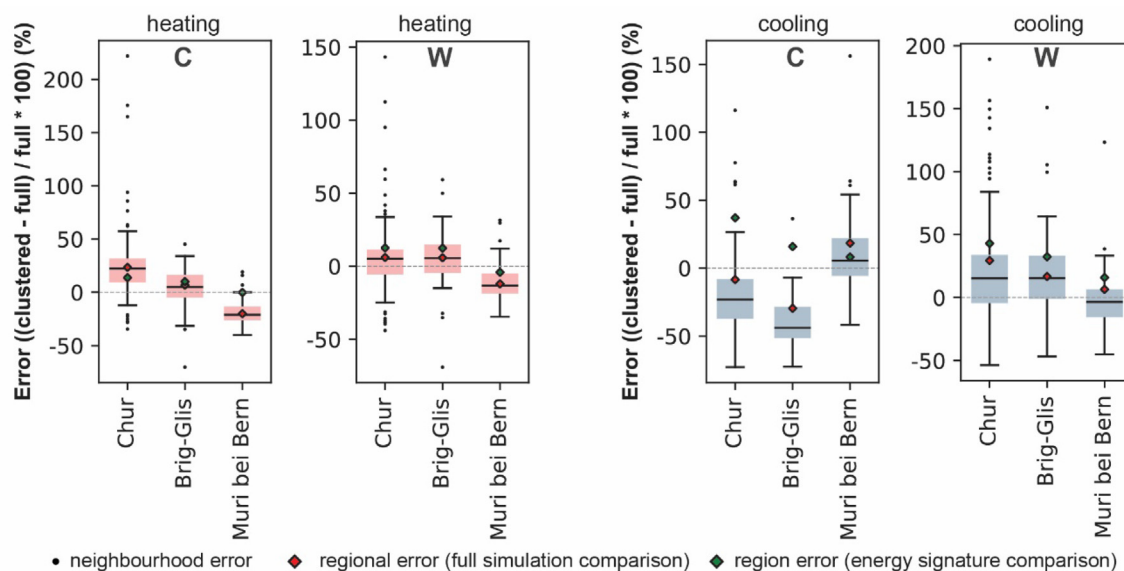 heating
heating
cooling
cooling
C
W
C
W
Error ((clustered - full) / full * 100) (%)
200
150
100
50
0
-50
150
100
50
0
-50
Error ((clustered - full) / full * 100) (%)
150
100
50
0
-50
200
150
100
50
0
-50
Chur
Brig-Glis
Muri bei Bern
Chur
Brig-Glis
Muri bei Bern
Chur
Brig-Glis
Muri bei Bern
Chur
Brig-Glis
Muri bei Bern
neighbourhood error
regional error (full simulation comparison)
region error (energy signature comparison)